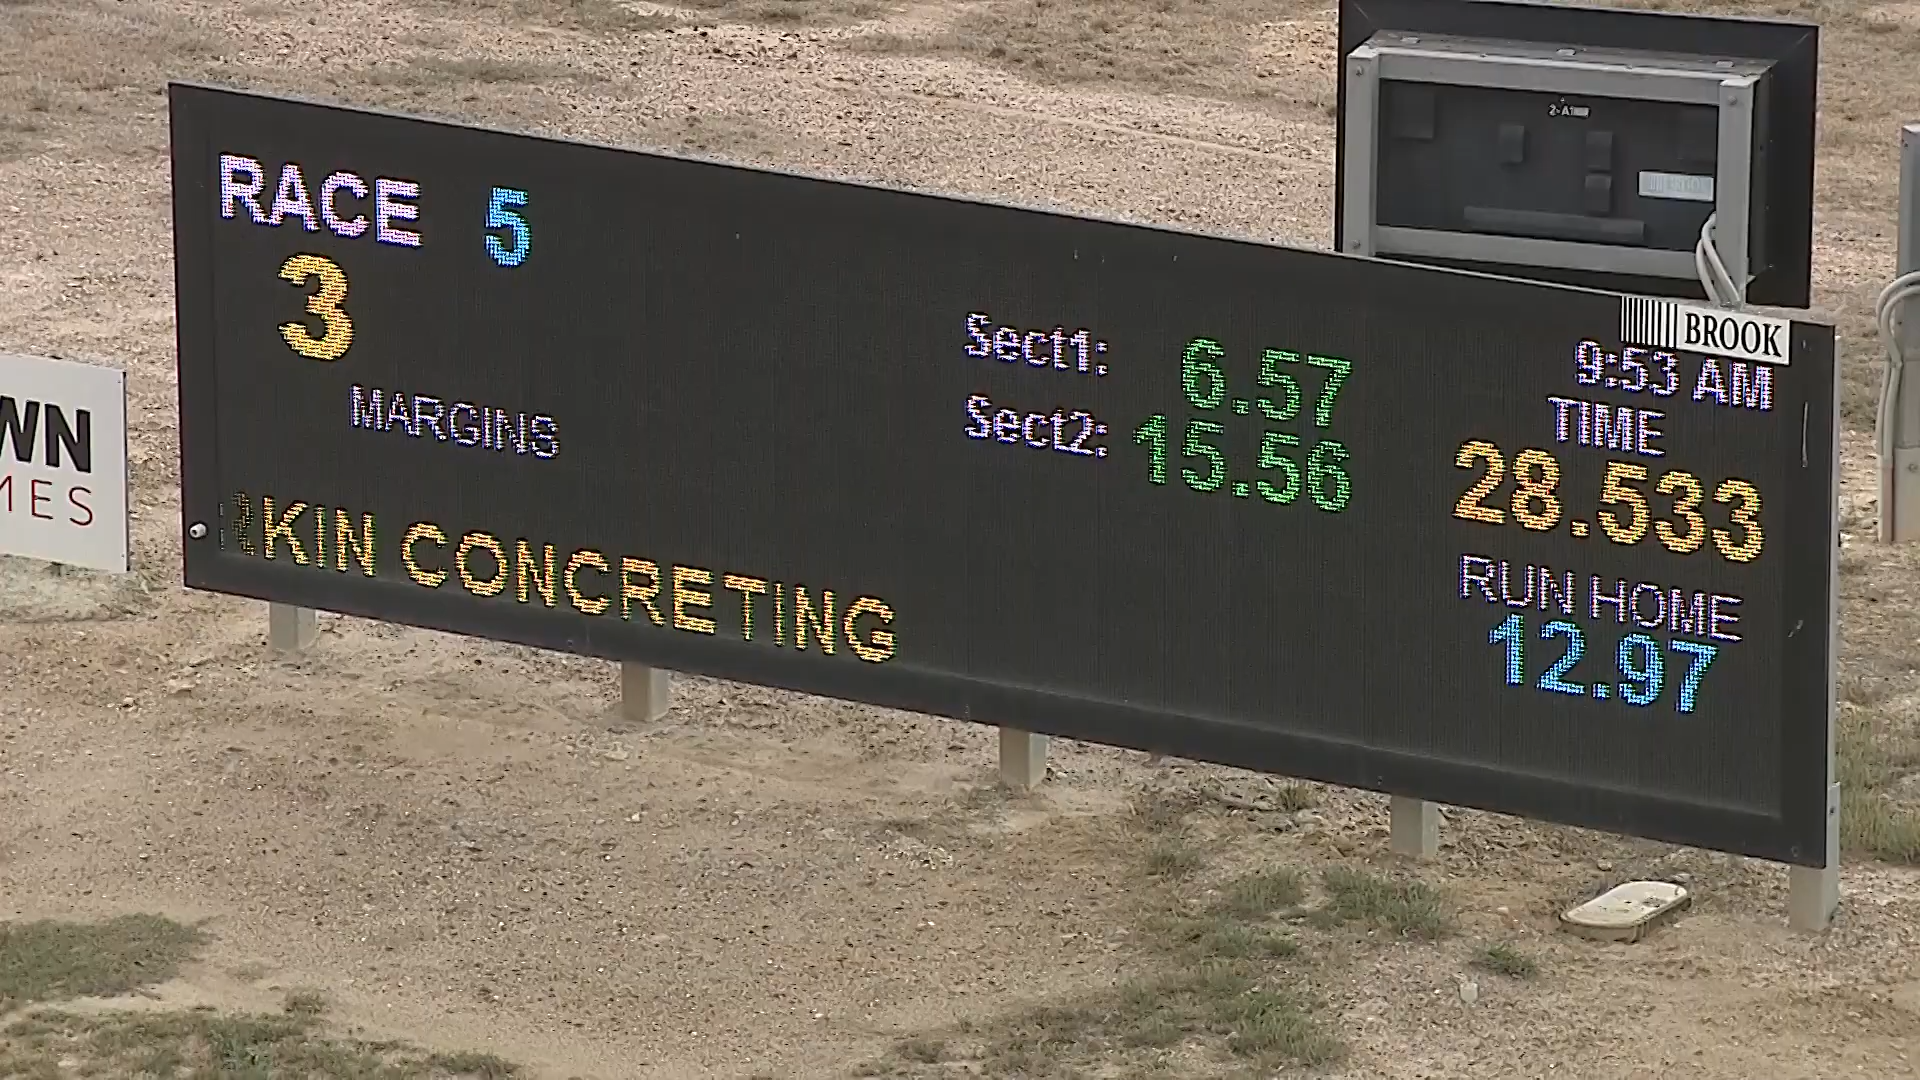 RACE 5
3
MARGINS
KIN CONCRETING
Sect1: 6.57
Sect2: 15.56
BROOK
9:53 AM
TIME
28.533
RUN HOME
12.97
WN
MES